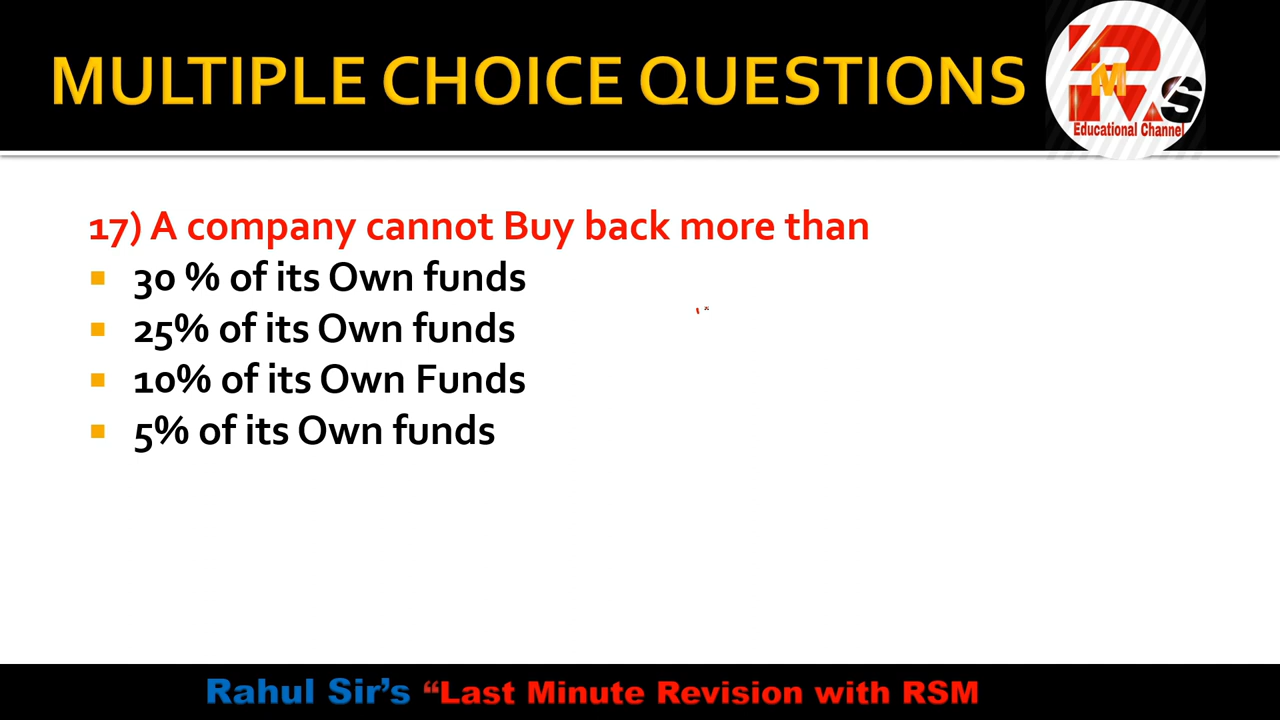 MULTIPLE CHOICE QUESTIONS
R
M
S
Educational Channel
17) A company cannot Buy back more than
30 % of its Own funds
25% of its Own funds
10% of its Own Funds
5% of its Own funds
Rahul Sir's “Last Minute Revision with RSM